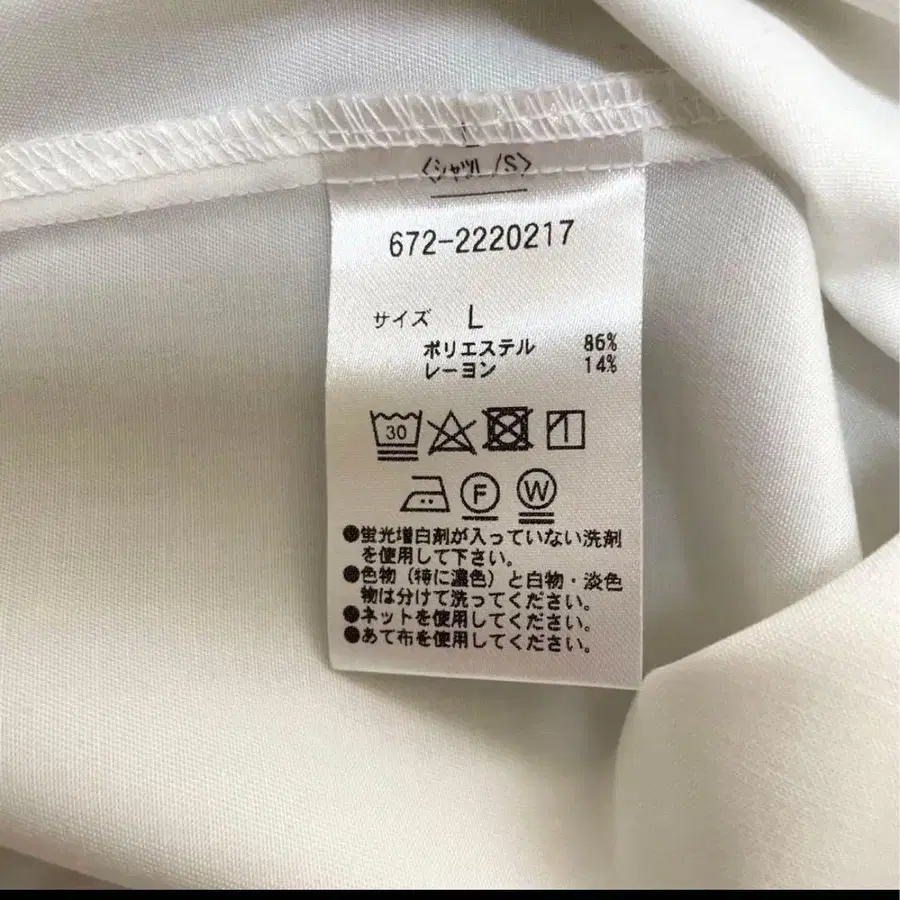 〈シャツL/S〉
672-2220217
サイズ L
ポリエステル 86%
レーヨン 14%
30
F W
●蛍光増白剤が入っていない洗剤
を使用して下さい。
●色物(特に濃色)と白物・淡色
物は分けて洗ってください。
●ネットを使用してください。
●あて布を使用してください。